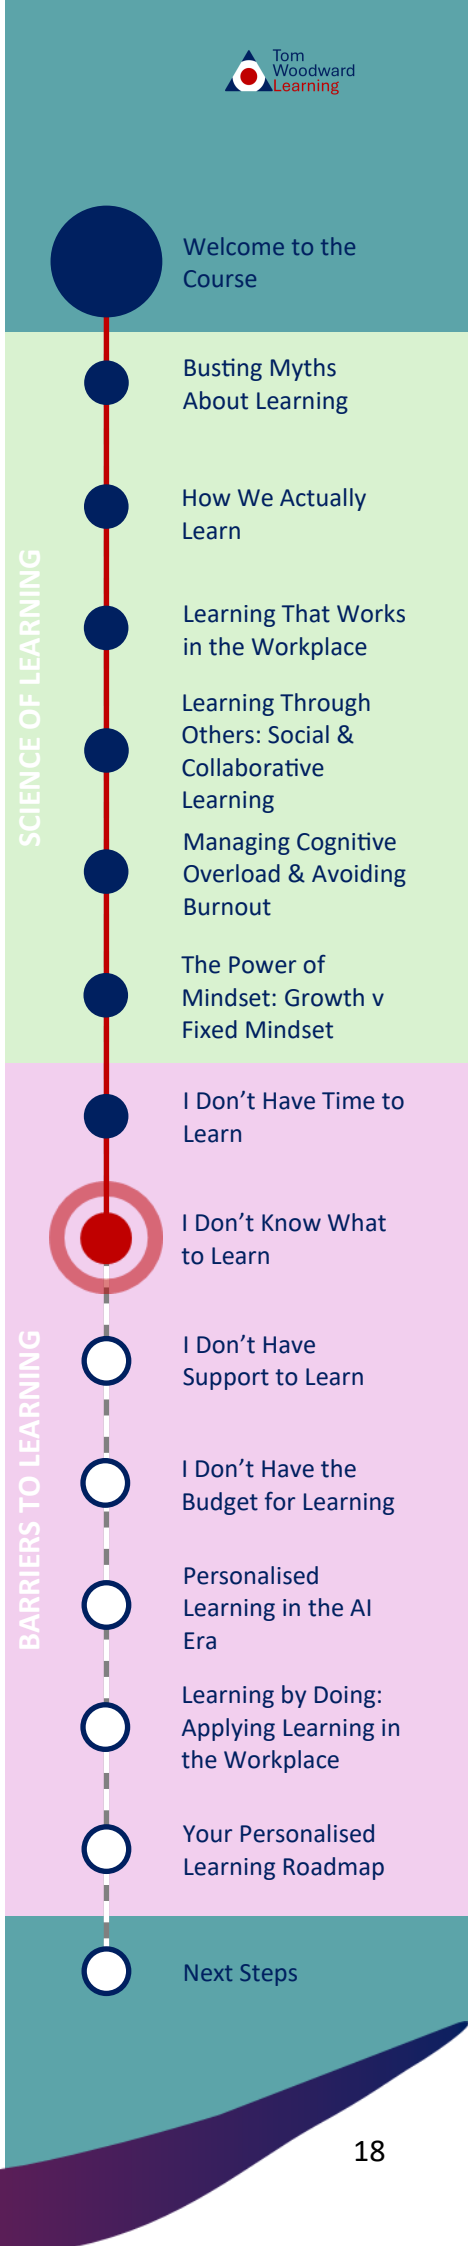 Tom
Woodward
Learning
Welcome to the
Course
SCIENCE OF LEARNING
Busting Myths
About Learning
How We Actually
Learn
Learning That Works
in the Workplace
Learning Through
Others: Social &
Collaborative
Learning
Managing Cognitive
Overload & Avoiding
Burnout
The Power of
Mindset: Growth v
Fixed Mindset
BARRIERS TO LEARNING
I Don’t Have Time to
Learn
I Don’t Know What
to Learn
I Don’t Have
Support to Learn
I Don’t Have the
Budget for Learning
Personalised
Learning in the AI
Era
Learning by Doing:
Applying Learning in
the Workplace
Your Personalised
Learning Roadmap
Next Steps
18